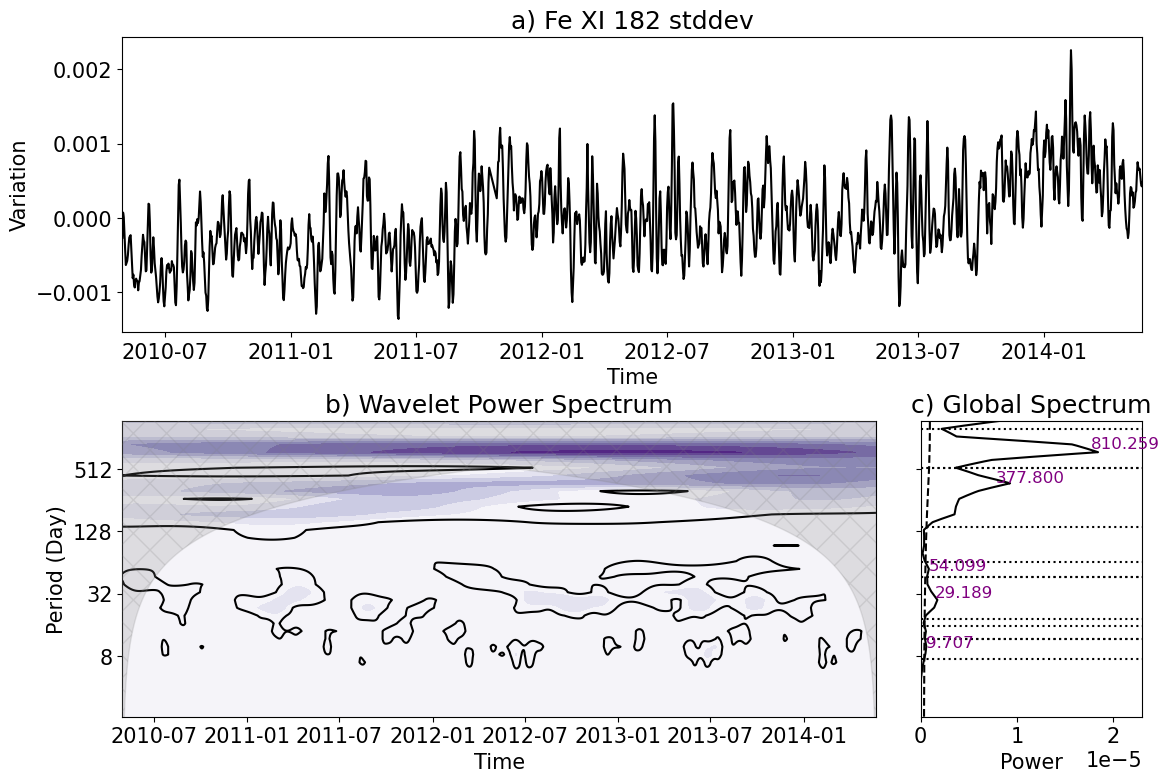 a) Fe XI 182 stddev
Variation
0.002
0.001
0.000
−0.001
2010-07 2011-01 2011-07 2012-01 2012-07 2013-01 2013-07 2014-01
Time
b) Wavelet Power Spectrum
Period (Day)
512
128
32
8
2010-07 2011-01 2011-07 2012-01 2012-07 2013-01 2013-07 2014-01
Time
c) Global Spectrum
810.259
377.800
54.099
29.189
9.707
0 1 2
Power 1e−5